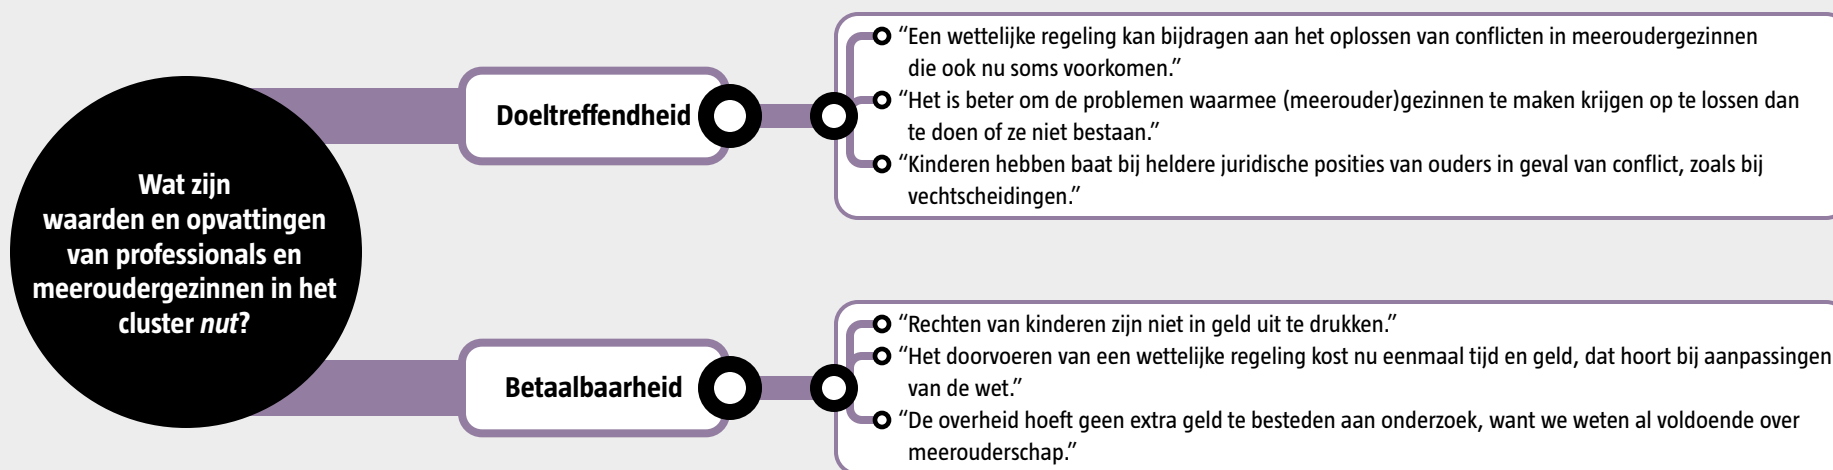 Wat zijn
waarden en opvattingen
van professionals en
meeroudergezinnen in het
cluster nut?
Doeltreffendheid
“Een wettelijke regeling kan bijdragen aan het oplossen van conflicten in meeroudergezinnen
die ook nu soms voorkomen.”
“Het is beter om de problemen waarmee (meerouder)gezinnen te maken krijgen op te lossen dan
te doen of ze niet bestaan.”
“Kinderen hebben baat bij heldere juridische posities van ouders in geval van conflict, zoals bij
vechtscheidingen.”
Betaalbaarheid
“Rechten van kinderen zijn niet in geld uit te drukken.”
“Het doorvoeren van een wettelijke regeling kost nu eenmaal tijd en geld, dat hoort bij aanpassingen
van de wet.”
“De overheid hoeft geen extra geld te besteden aan onderzoek, want we weten al voldoende over
meerouderschap.”